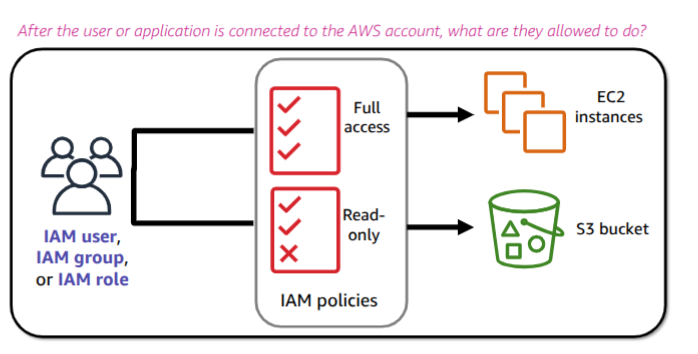 After the user or application is connected to the AWS account, what are they allowed to do?
Full
access
EC2
instances
IAM user,
IAM group,
or IAM role
Read-
only
S3 bucket
IAM policies